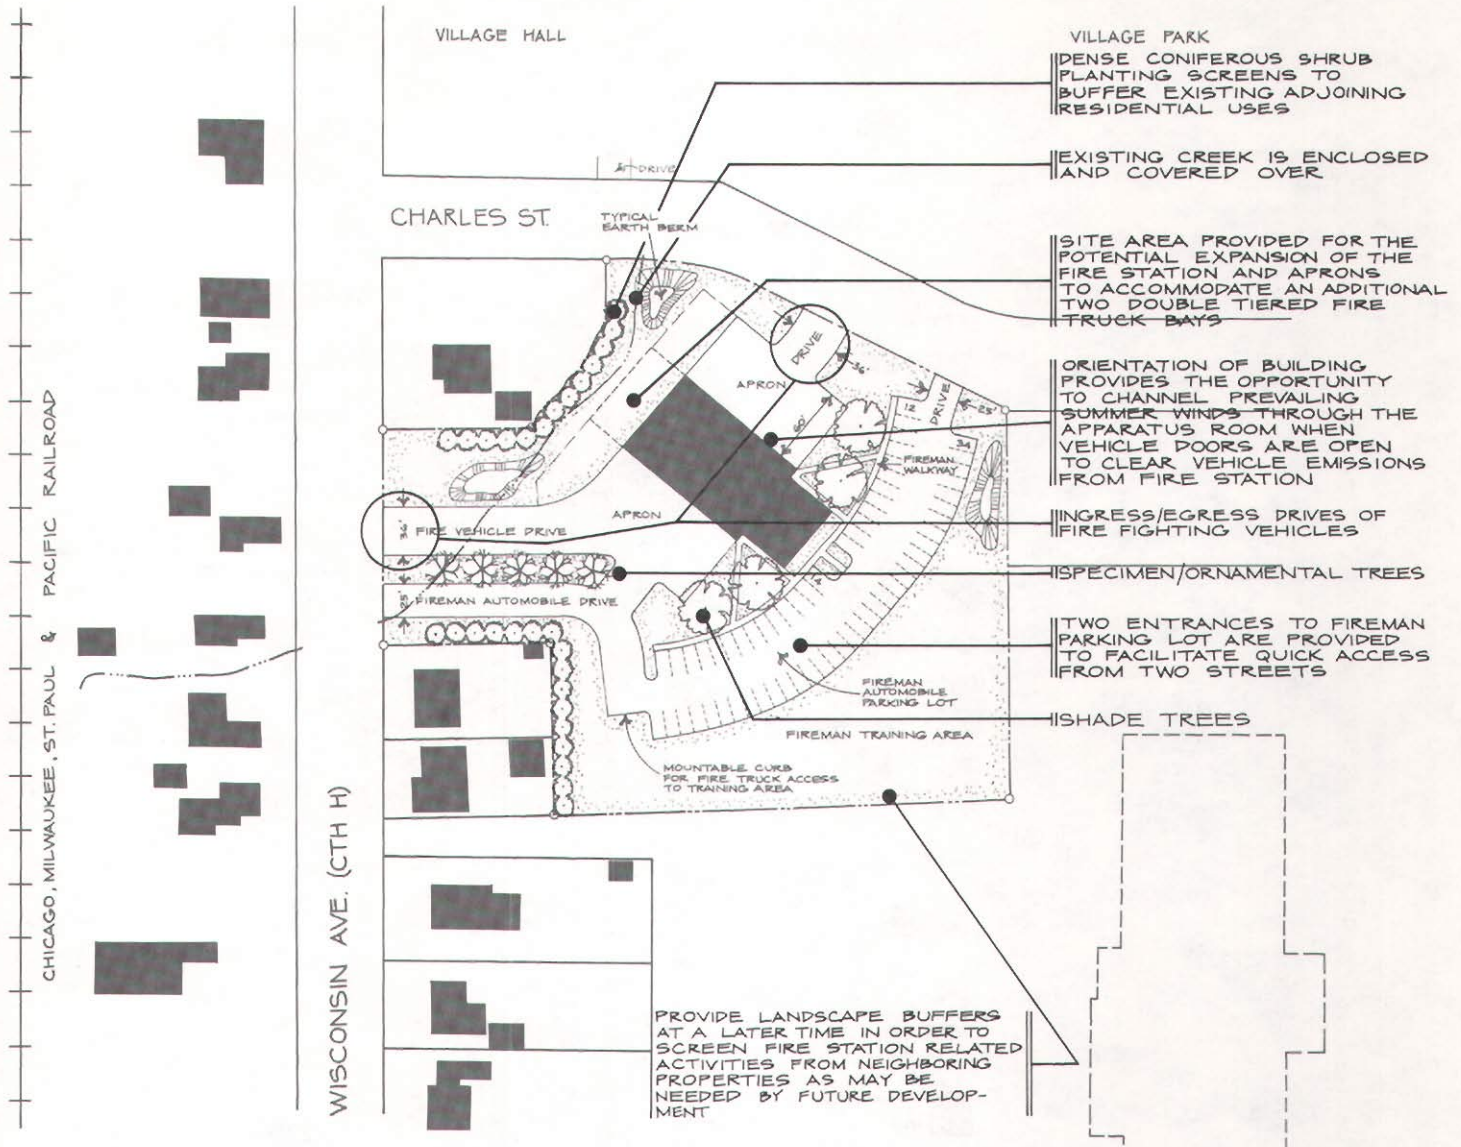 VILLAGE HALL
VILLAGE PARK
DENSE CONIFEROUS SHRUB
PLANTING SCREENS TO
BUFFER EXISTING ADJOINING
RESIDENTIAL USES
EXISTING CREEK IS ENCLOSED
AND COVERED OVER
DRIVE
CHARLES ST.
TYPICAL
EARTH BERM
SITE AREA PROVIDED FOR THE
POTENTIAL EXPANSION OF THE
FIRE STATION AND APRONS
TO ACCOMMODATE AN ADDITIONAL
TWO DOUBLE TIERED FIRE
TRUCK BAYS
DRIVE
36'
APRON
60'
12
DRIVE
25'
34
FIREMAN
WALKWAY
ORIENTATION OF BUILDING
PROVIDES THE OPPORTUNITY
TO CHANNEL PREVAILING
SUMMER WINDS THROUGH THE
APPARATUS ROOM WHEN
VEHICLE DOORS ARE OPEN
TO CLEAR VEHICLE EMISSIONS
FROM FIRE STATION
36'
FIRE VEHICLE DRIVE
APRON
INGRESS/EGRESS DRIVES OF
FIRE FIGHTING VEHICLES
SPECIMEN/ORNAMENTAL TREES
25'
FIREMAN AUTOMOBILE DRIVE
TWO ENTRANCES TO FIREMAN
PARKING LOT ARE PROVIDED
TO FACILITATE QUICK ACCESS
FROM TWO STREETS
FIREMAN
AUTOMOBILE
PARKING LOT
SHADE TREES
FIREMAN TRAINING AREA
MOUNTABLE CURB
FOR FIRE TRUCK ACCESS
TO TRAINING AREA
CHICAGO, MILWAUKEE, ST. PAUL & PACIFIC RAILROAD
WISCONSIN AVE. (CTH H)
PROVIDE LANDSCAPE BUFFERS
AT A LATER TIME IN ORDER TO
SCREEN FIRE STATION RELATED
ACTIVITIES FROM NEIGHBORING
PROPERTIES AS MAY BE
NEEDED BY FUTURE DEVELOP-
MENT